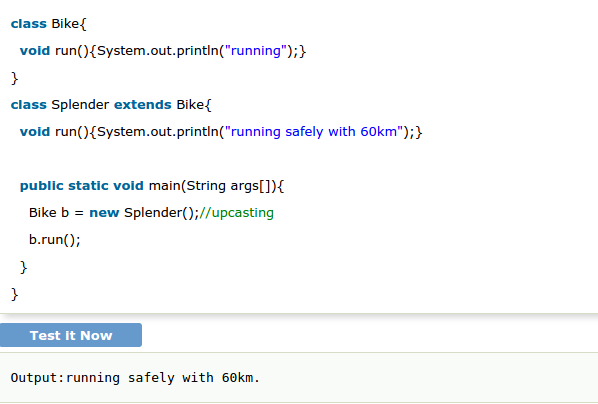 class Bike{
void run(){System.out.println("running");}
}
class Splender extends Bike{
void run(){System.out.println("running safely with 60km");}
public static void main(String args[]){
Bike b = new Splender();//upcasting
b.run();
}
}
Test it Now
Output:running safely with 60km.